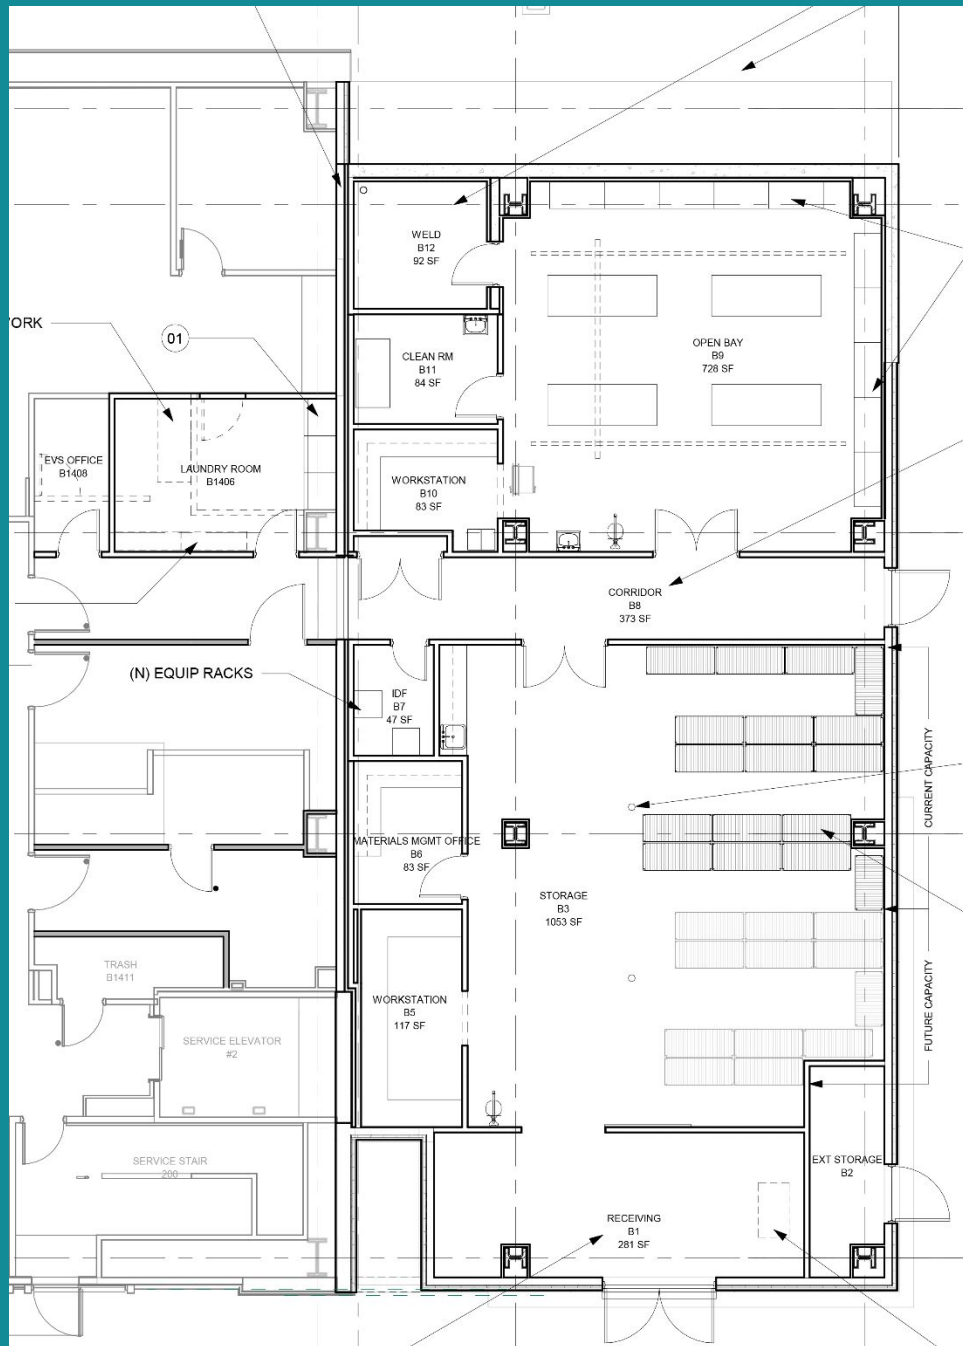 WELD
B12
92 SF
'ORK
01
CLEAN RM
B11
84 SF
OPEN BAY
B9
728 SF
EVS OFFICE
B1408
LAUNDRY ROOM
B1406
WORKSTATION
B10
83 SF
CORRIDOR
B8
373 SF
(N) EQUIP RACKS
IDF
B7
47 SF
CURRENT CAPACITY
MATERIALS MGMT OFFICE
B6
83 SF
STORAGE
B3
1053 SF
TRASH
B1411
WORKSTATION
B5
117 SF
FUTURE CAPACITY
SERVICE ELEVATOR
#2
SERVICE STAIR
200
EXT STORAGE
B2
RECEIVING
B1
281 SF